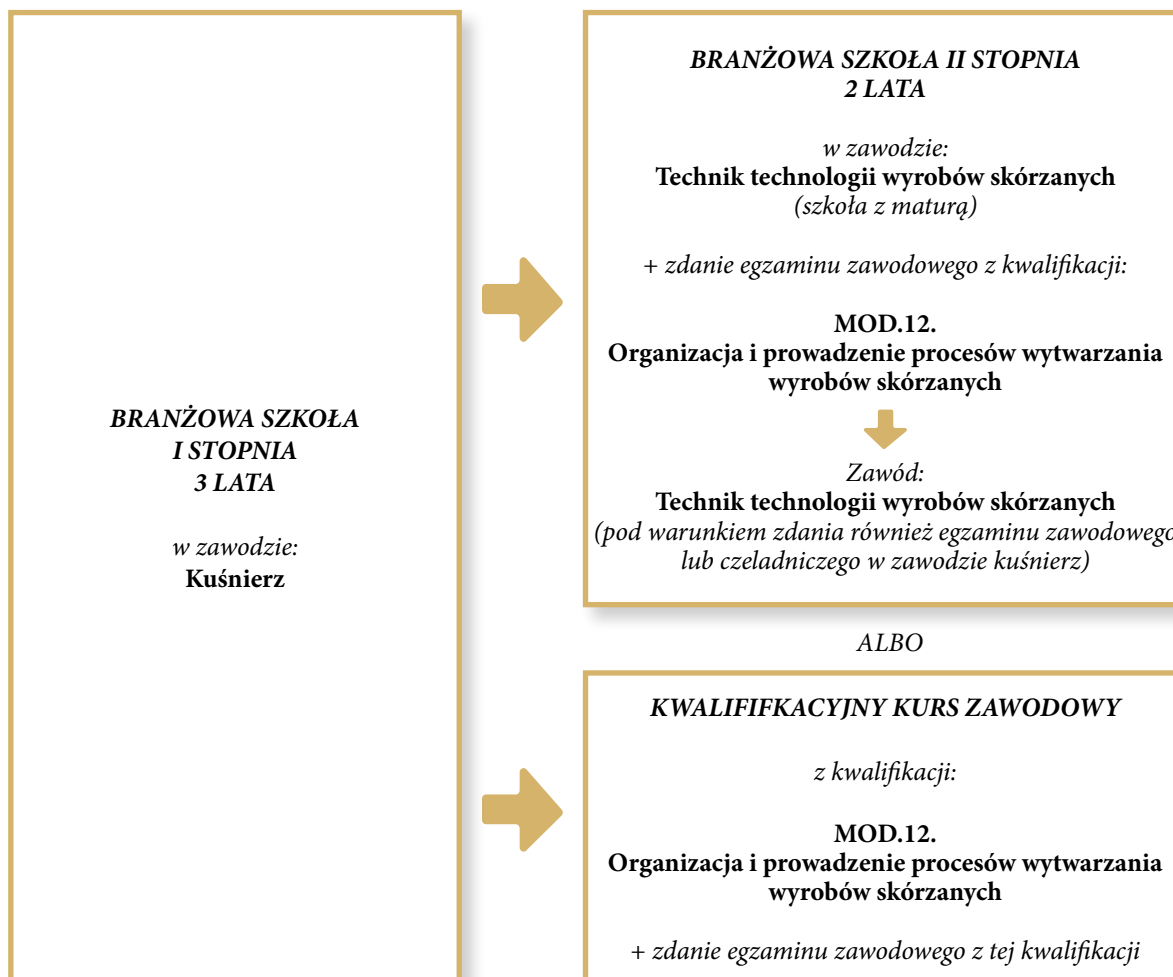 BRANŻOWA SZKOŁA
I STOPNIA
3 LATA
w zawodzie:
Kuśnierz
BRANŻOWA SZKOŁA II STOPNIA
2 LATA
w zawodzie:
Technik technologii wyrobów skórzanych
(szkoła z maturą)
+ zdanie egzaminu zawodowego z kwalifikacji:
MOD.12.
Organizacja i prowadzenie procesów wytwarzania
wyrobów skórzanych
Zawód:
Technik technologii wyrobów skórzanych
(pod warunkiem zdania również egzaminu zawodowego
lub czeladniczego w zawodzie kuśnierz)
ALBO
KWALIFIFKACYJNY KURS ZAWODOWY
z kwalifikacji:
MOD.12.
Organizacja i prowadzenie procesów wytwarzania
wyrobów skórzanych
+ zdanie egzaminu zawodowego z tej kwalifikacji